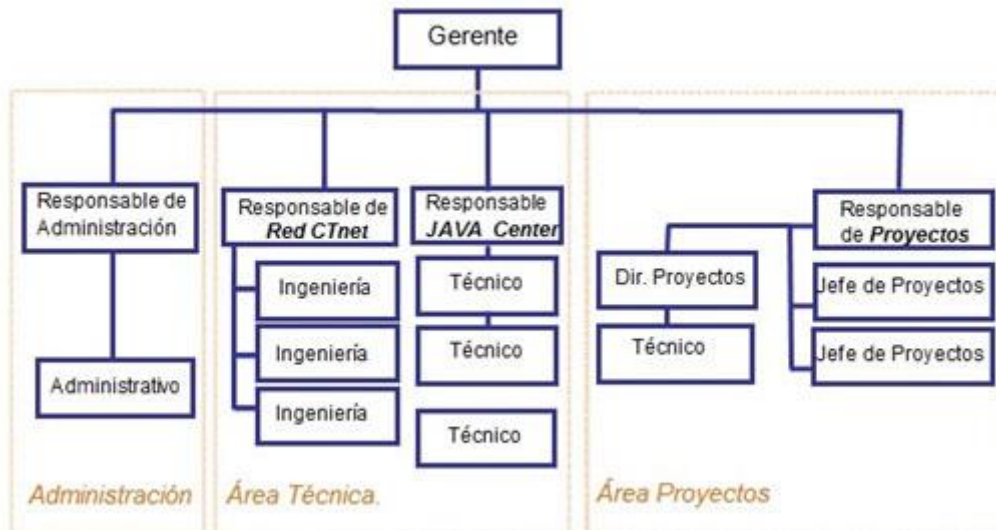 Gerente
Responsable de
Administración
Administrativo
Administración
Responsable de
Red CTnet
Ingeniería
Ingeniería
Ingeniería
Responsable
JAVA Center
Técnico
Técnico
Técnico
Área Técnica.
Responsable
de Proyectos
Dir. Proyectos
Técnico
Jefe de Proyectos
Jefe de Proyectos
Área Proyectos